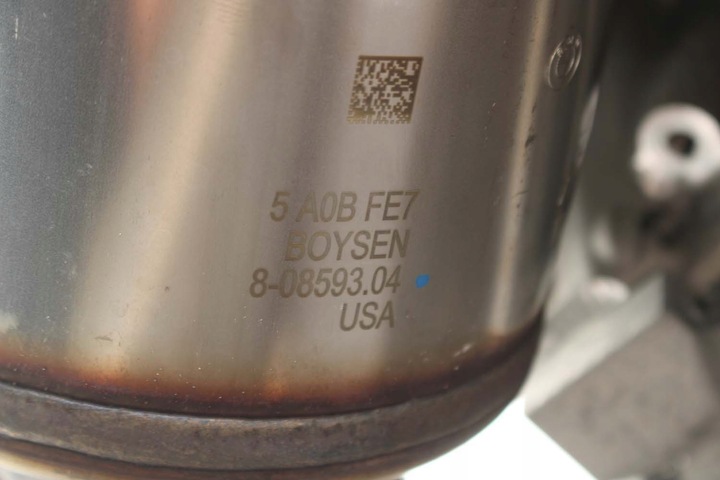 5 A0B FE7
BOYSEN
8-08593.04
USA